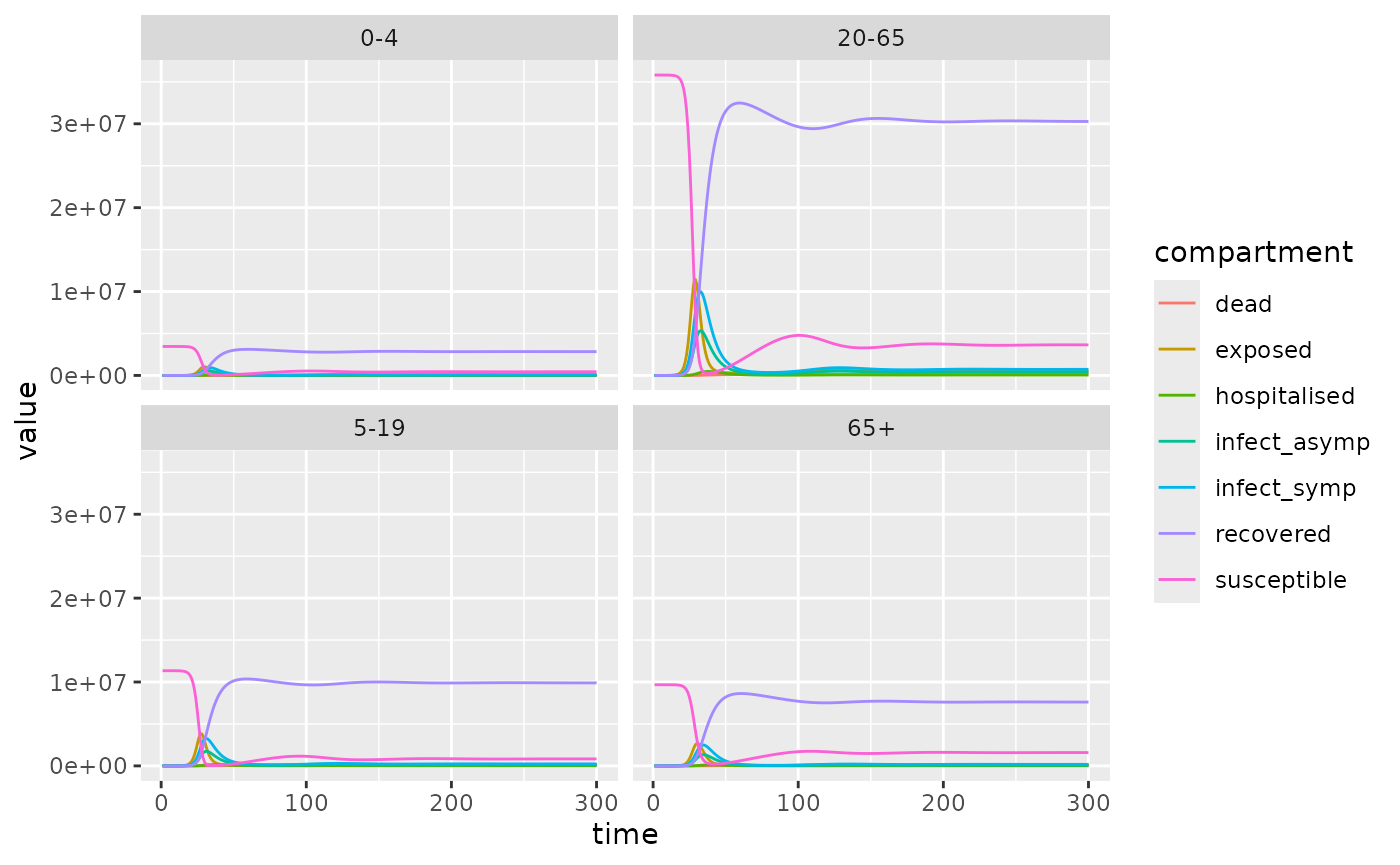 0-4
20-65
3e+07
2e+07
1e+07
0e+00
5-19
65+
3e+07
2e+07
1e+07
0e+00
0
100
200
300
0
100
200
300
time
value
compartment
dead
exposed
hospitalised
infect_asymp
infect_symp
recovered
susceptible